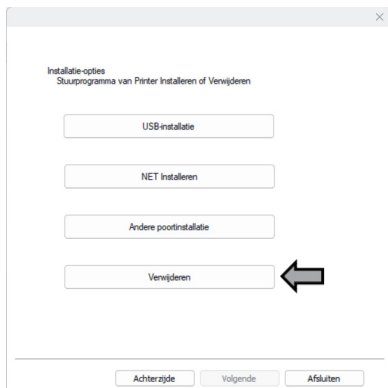 Installatie-opties
Stuurprogramma van Printer Installeren of Verwijderen
USB-installatie
NET Installeren
Andere poortinstallatie
Verwijderen
Achterzijde Volgende Afsluiten